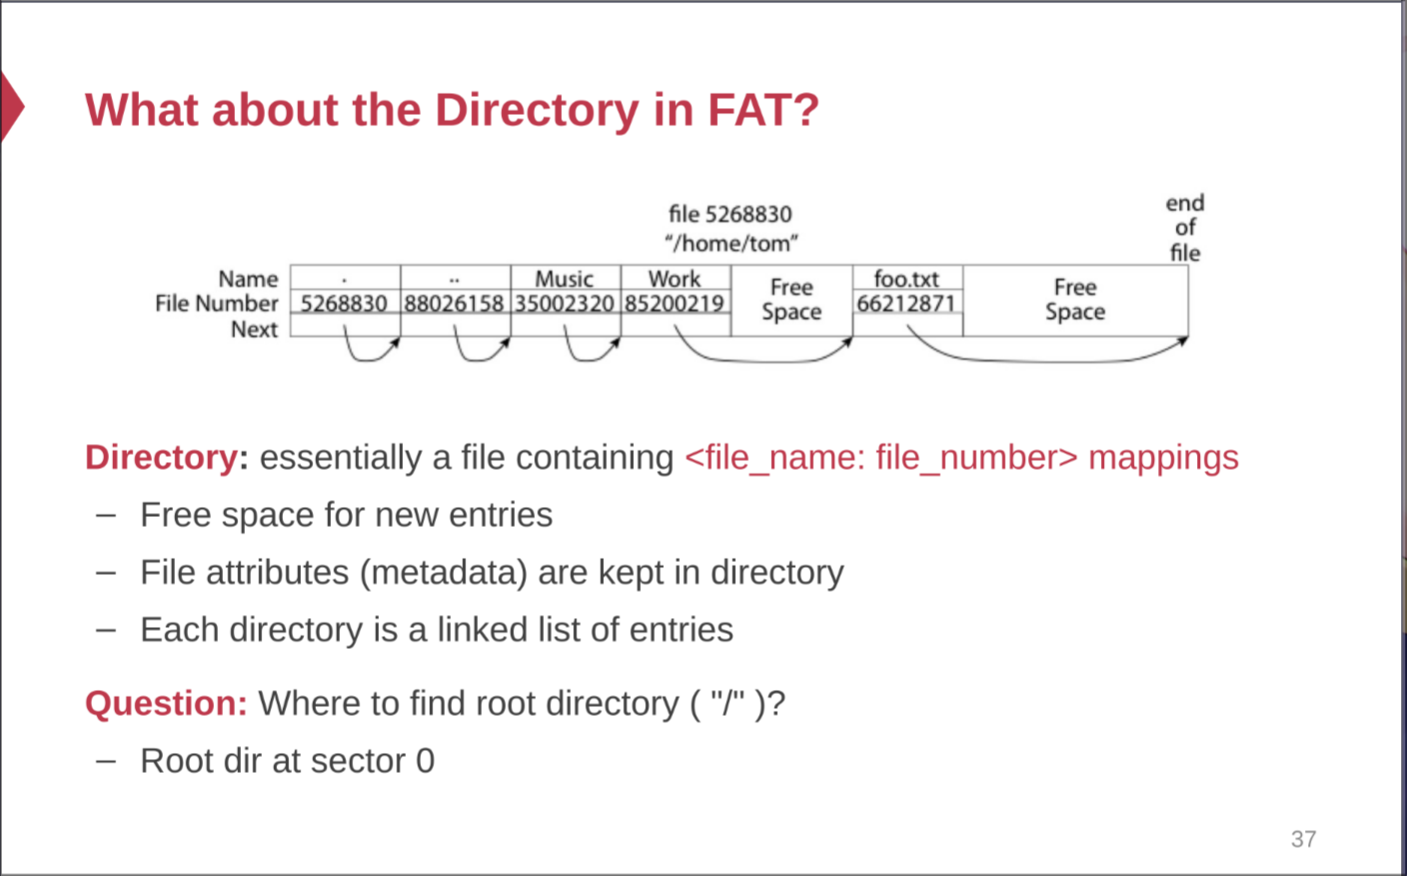 What about the Directory in FAT?
file 5268830
“/home/tom”
end
of
file
Name . .. Music Work Free Space foo.txt Free Space
File Number 5268830 88026158 35002320 85200219 66212871
Next
Directory: essentially a file containing <file_name: file_number> mappings
– Free space for new entries
– File attributes (metadata) are kept in directory
– Each directory is a linked list of entries
Question: Where to find root directory ( "/" )?
– Root dir at sector 0
37